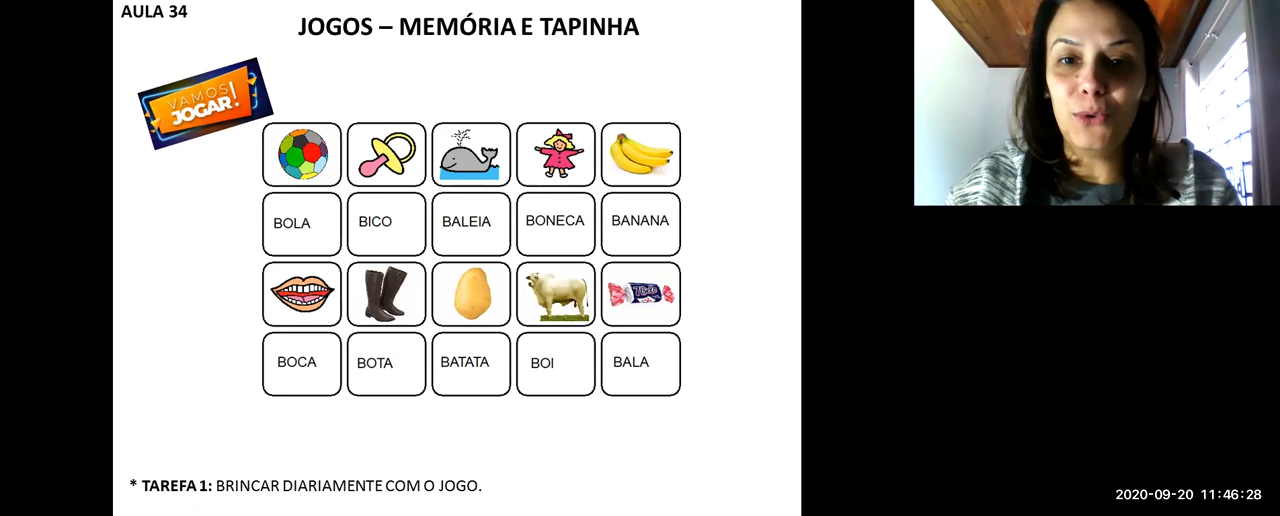 AULA 34
JOGOS – MEMÓRIA E TAPINHA
VAMOS
JOGAR!
BOLA
BICO
BALEIA
BONECA
BANANA
BOCA
BOTA
BATATA
BOI
BALA
* TAREFA 1: BRINCAR DIARIAMENTE COM O JOGO.
2020-09-20 11:46:28